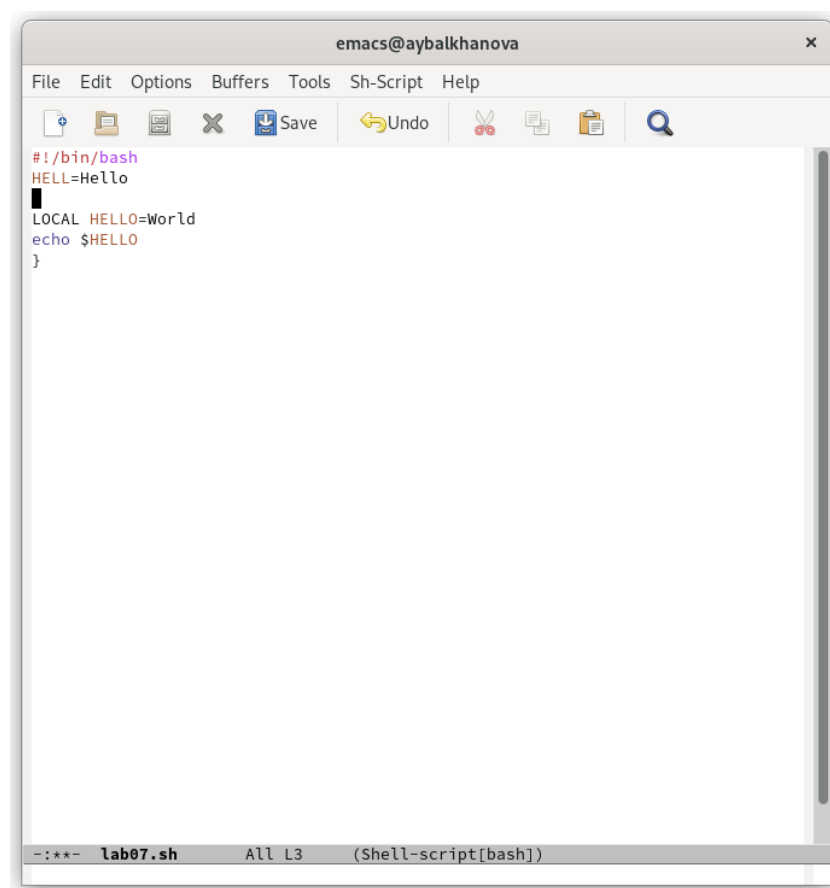 emacs@aybalkhanova ×
File Edit Options Buffers Tools Sh-Script Help
Save Undo
#!/bin/bash
HELL=Hello
LOCAL HELLO=World
echo $HELLO
}
-:**- lab07.sh All L3 (Shell-script[bash])